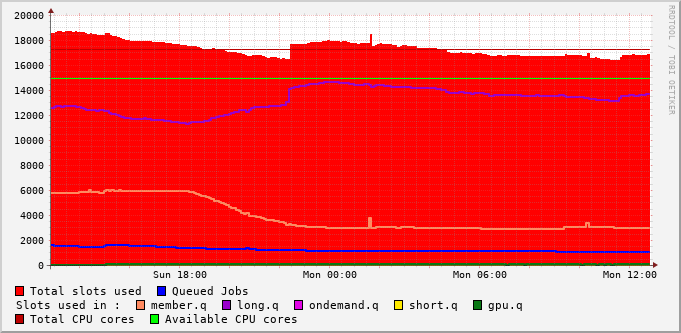 20000
18000
16000
14000
12000
10000
8000
6000
4000
2000
0
Sun 18:00 Mon 00:00 Mon 06:00 Mon 12:00
RRDTOOL / TOBI OETIKER
Total slots used Queued Jobs
Slots used in : member.q long.q ondemand.q short.q gpu.q
Total CPU cores Available CPU cores